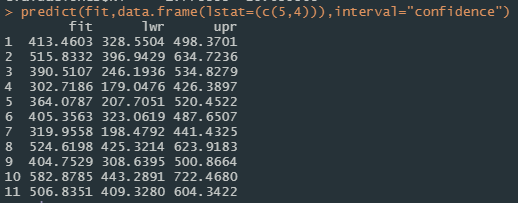 > predict(fit,data.frame(lstat=(c(5,4))),interval="confidence")
fit lwr upr
1 413.4603 328.5504 498.3701
2 515.8332 396.9429 634.7236
3 390.5107 246.1936 534.8279
4 302.7186 179.0476 426.3897
5 364.0787 207.7051 520.4522
6 405.3563 323.0619 487.6507
7 319.9558 198.4792 441.4325
8 524.6198 425.3214 623.9183
9 404.7529 308.6395 500.8664
10 582.8785 443.2891 722.4680
11 506.8351 409.3280 604.3422